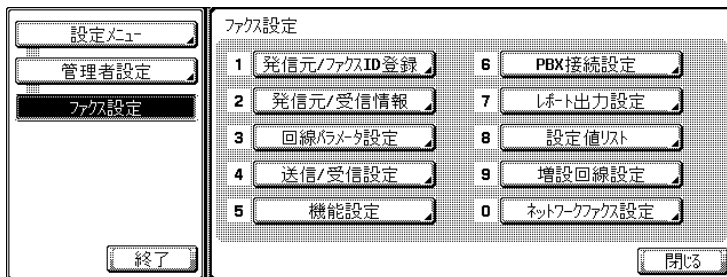 設定ﾒﾆｭｰ
管理者設定
ﾌｧｸｽ設定
終了
ﾌｧｸｽ設定
1 発信元/ﾌｧｸｽID登録
2 発信元/受信情報
3 回線ﾊﾟﾗﾒｰﾀ設定
4 送信/受信設定
5 機能設定
6 PBX接続設定
7 ﾚﾎﾟｰﾄ出力設定
8 設定値ﾘｽﾄ
9 増設回線設定
0 ﾈｯﾄﾜｰｸﾌｧｸｽ設定
閉じる